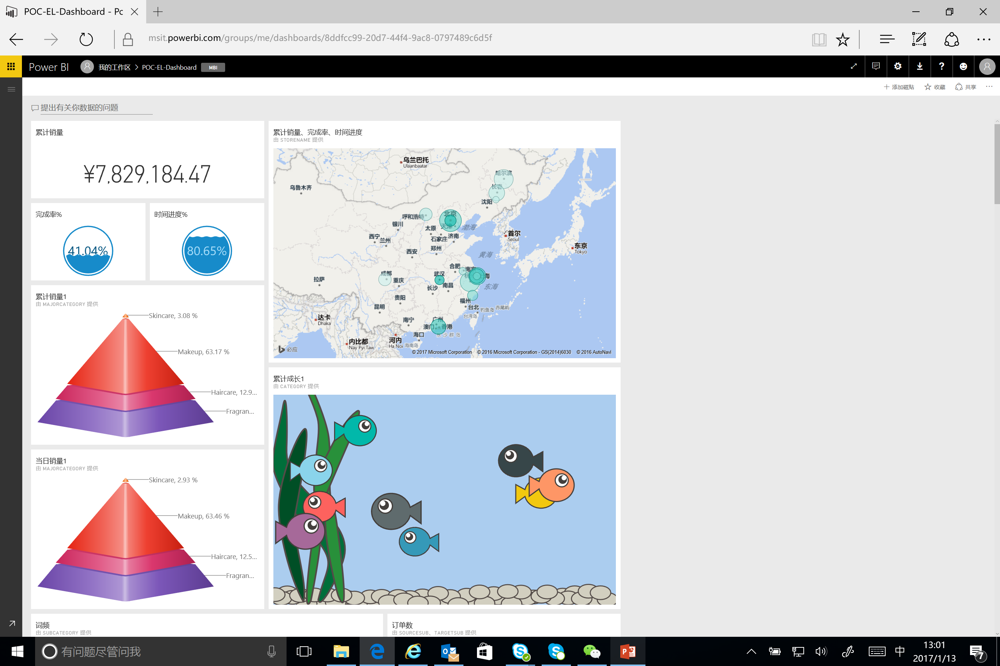 POC-EL-Dashboard - Pc
msit.powerbi.com/groups/me/dashboards/8ddfcc99-20d7-44f4-9ac8-0797489c6d5f
Power BI 我的工作区 > POC-EL-Dashboard MBI
添加磁贴 收藏 共享
提出有关你数据的问题
累计销量
¥7,829,184.47
完成率%
41.04%
时间进度%
80.65%
累计销量1
由 MAJORCATEGORY 提供
Skincare, 3.08 %
Makeup, 63.17 %
Haircare, 12.9...
Fragran...
当日销量1
由 MAJORCATEGORY 提供
Skincare, 2.93 %
Makeup, 63.46 %
Haircare, 12.5...
Fragran...
累计销量、完成率、时间进度
由 STORENAME 提供
乌兰巴托
Ulaanbaatar
哈尔滨
乌鲁木齐
长春
沈阳
呼和浩特
北京
银川
天津
渤海
太原
首尔
Seoul
西宁
兰州
石家庄
济南
东京
Tokyo
西安
郑州
黄海
合肥
南京
成都
武汉
杭
海
拉萨
重庆
长沙
南昌
东海
贵阳
福州
昆明
台北
钓鱼岛
赤尾屿
台湾岛
达卡
Dhaka
南宁
广州
澳门
香港
海口
东沙群岛
内比都
Nay Pyi Taw
河内
Ha Noi
海南岛
必应
© 2017 Microsoft Corporation © 2016 Microsoft Corporation - GS(2014)6030 © 2016 AutoNavi
累计成长1
由 CATEGORY 提供
词频
由 SUBCATEGORY 提供
订单数
由 SOURCESUB、TARGETSUB 提供
有问题尽管问我
中
13:01
2017/1/13
7